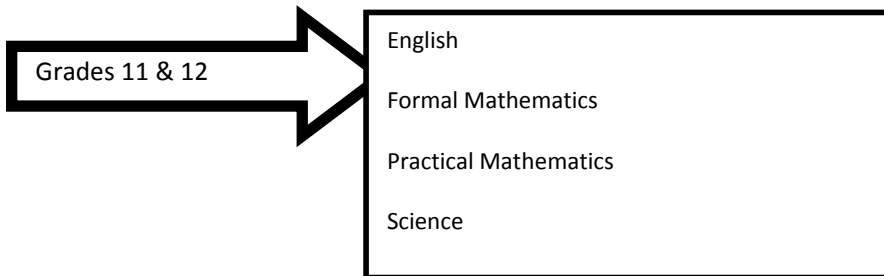 Grades 11 & 12
English
Formal Mathematics
Practical Mathematics
Science